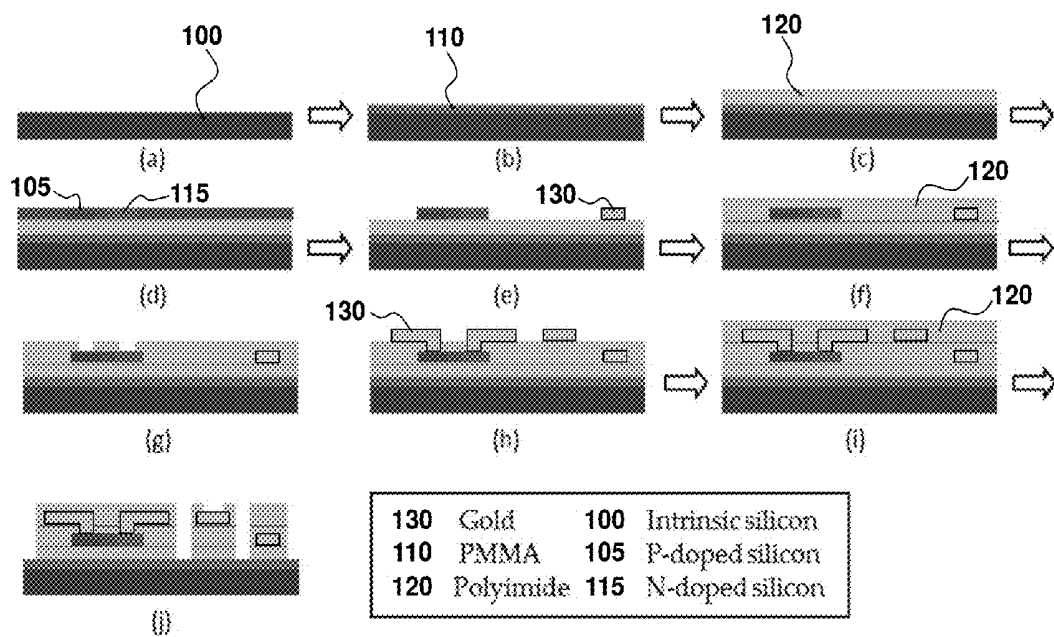 100
110
120
(a)
(b)
(c)
105
115
130
120
(d)
(e)
(f)
130
120
(g)
(h)
(i)
(j)
130 Gold 100 Intrinsic silicon
110 PMMA 105 P-doped silicon
120 Polyimide 115 N-doped silicon